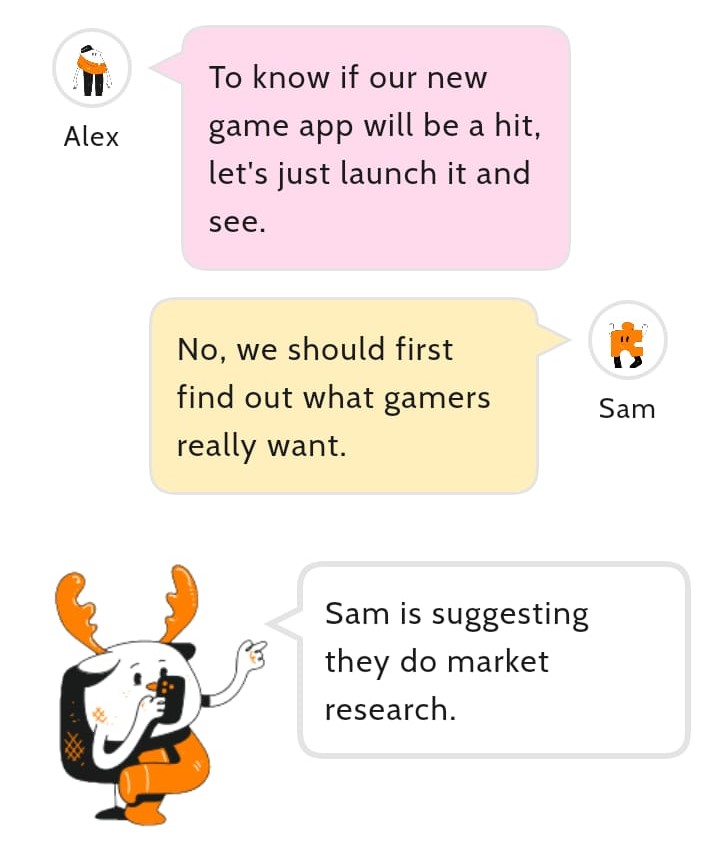 To know if our new
game app will be a hit,
let's just launch it and
see.
Alex
No, we should first
find out what gamers
really want.
Sam
Sam is suggesting
they do market
research.